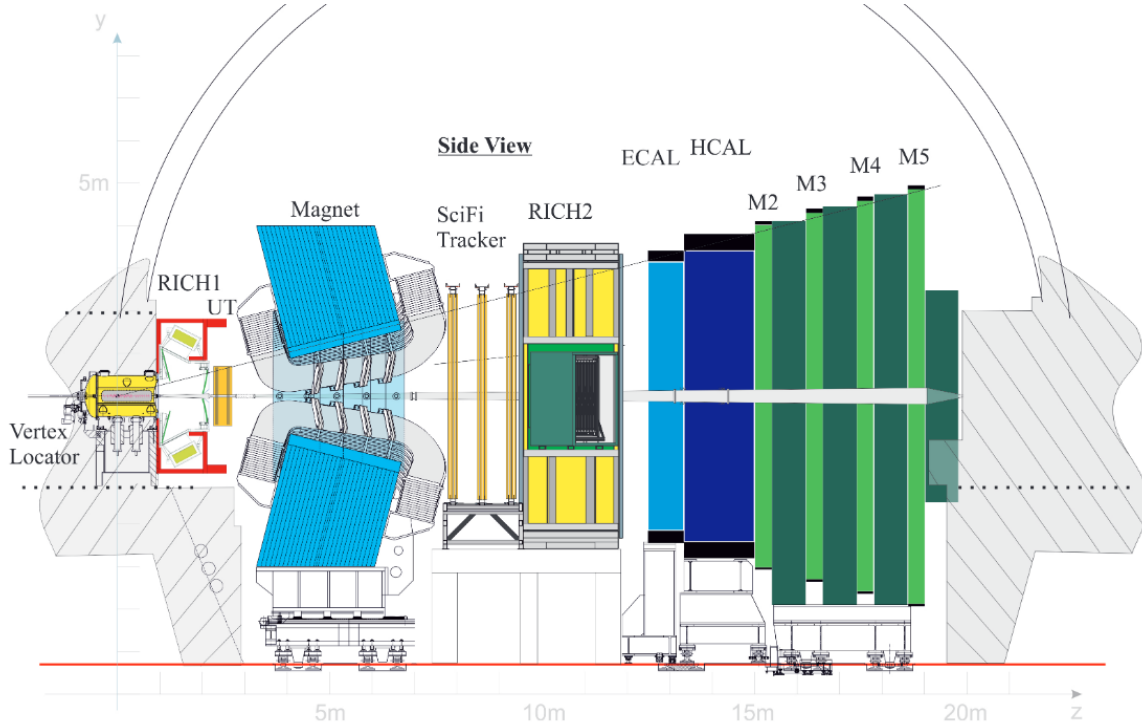 y
Side View
ECAL
HCAL
M5
M4
M3
M2
5m
Magnet
SciFi
Tracker
RICH2
RICH1
UT
Vertex
Locator
5m
10m
15m
20m
z